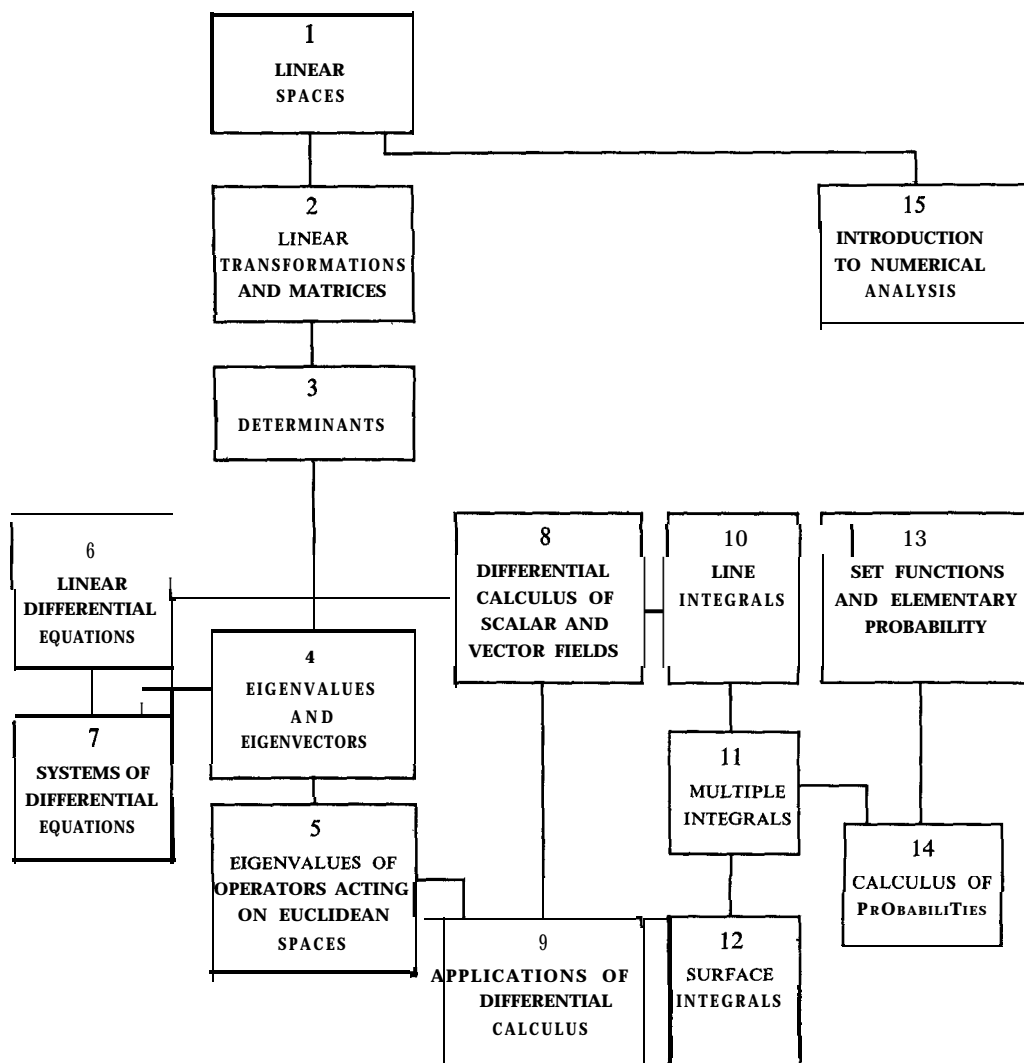 1
LINEAR
SPACES
2
LINEAR
TRANSFORMATIONS
AND MATRICES
15
INTRODUCTION
TO NUMERICAL
ANALYSIS
3
DETERMINANTS
6
LINEAR
DIFFERENTIAL
EQUATIONS
8
DIFFERENTIAL
CALCULUS OF
SCALAR AND
VECTOR FIELDS
10
LINE
INTEGRALS
13
SET FUNCTIONS
AND ELEMENTARY
PROBABILITY
4
EIGENVALUES
AND
EIGENVECTORS
7
SYSTEMS OF
DIFFERENTIAL
EQUATIONS
11
MULTIPLE
INTEGRALS
5
EIGENVALUES OF
OPERATORS ACTING
ON EUCLIDEAN
SPACES
14
CALCULUS OF
PrObabiliTies
9
APPLICATIONS OF
DIFFERENTIAL
CALCULUS
12
SURFACE
INTEGRALS